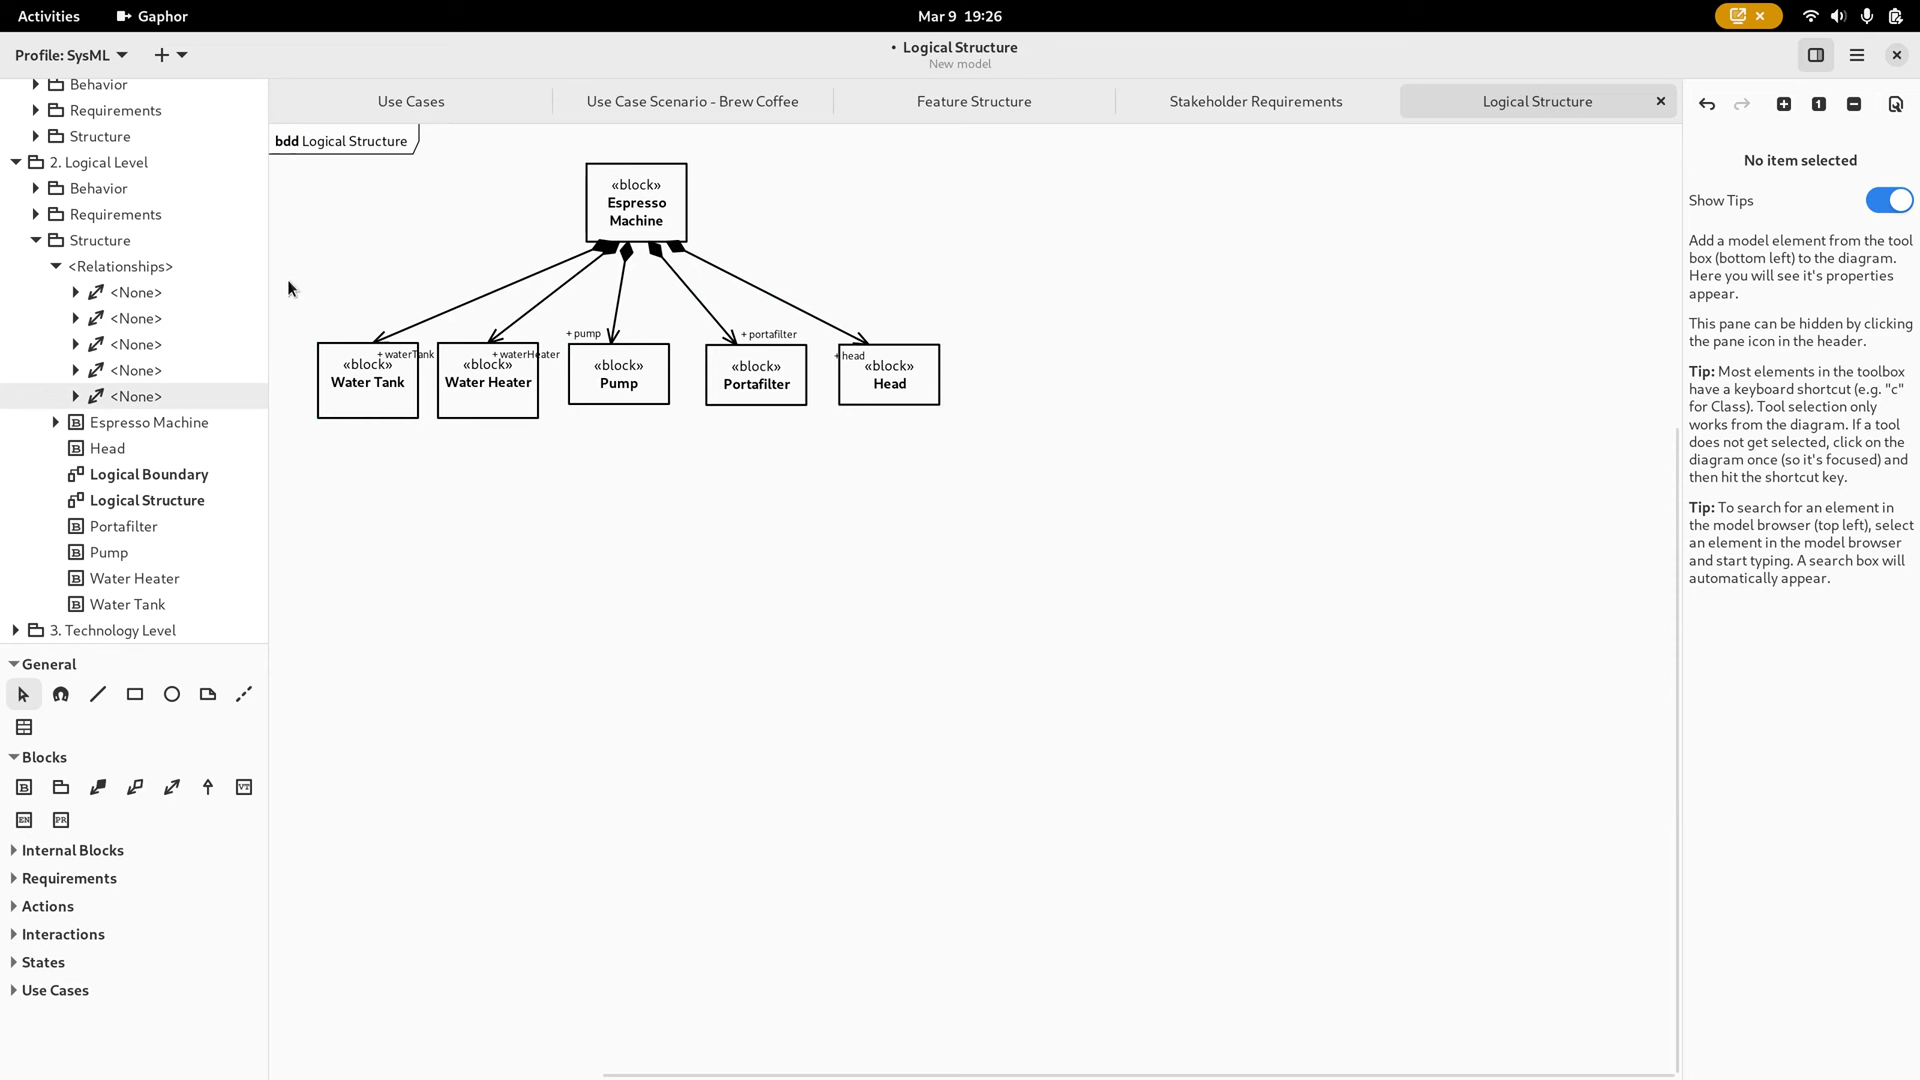 Activities
Gaphor
Mar 9 19:26
Profile: SysML
• Logical Structure
New model
Behavior
Requirements
Structure
2. Logical Level
Behavior
Requirements
Structure
<Relationships>
<None>
<None>
<None>
<None>
<None>
Espresso Machine
Head
Logical Boundary
Logical Structure
Portafilter
Pump
Water Heater
Water Tank
3. Technology Level
General
Blocks
B
VT
EN
PR
Internal Blocks
Requirements
Actions
Interactions
States
Use Cases
Use Cases
Use Case Scenario - Brew Coffee
Feature Structure
Stakeholder Requirements
Logical Structure
bdd Logical Structure
«block»
Espresso
Machine
+ waterTank
«block»
Water Tank
+ waterHeater
«block»
Water Heater
+ pump
«block»
Pump
+ portafilter
«block»
Portafilter
+ head
«block»
Head
1
No item selected
Show Tips
Add a model element from the tool
box (bottom left) to the diagram.
Here you will see it's properties
appear.
This pane can be hidden by clicking
the pane icon in the header.
Tip: Most elements in the toolbox
have a keyboard shortcut (e.g. "c"
for Class). Tool selection only
works from the diagram. If a tool
does not get selected, click on the
diagram once (so it's focused) and
then hit the shortcut key.
Tip: To search for an element in
the model browser (top left), select
an element in the model browser
and start typing. A search box will
automatically appear.